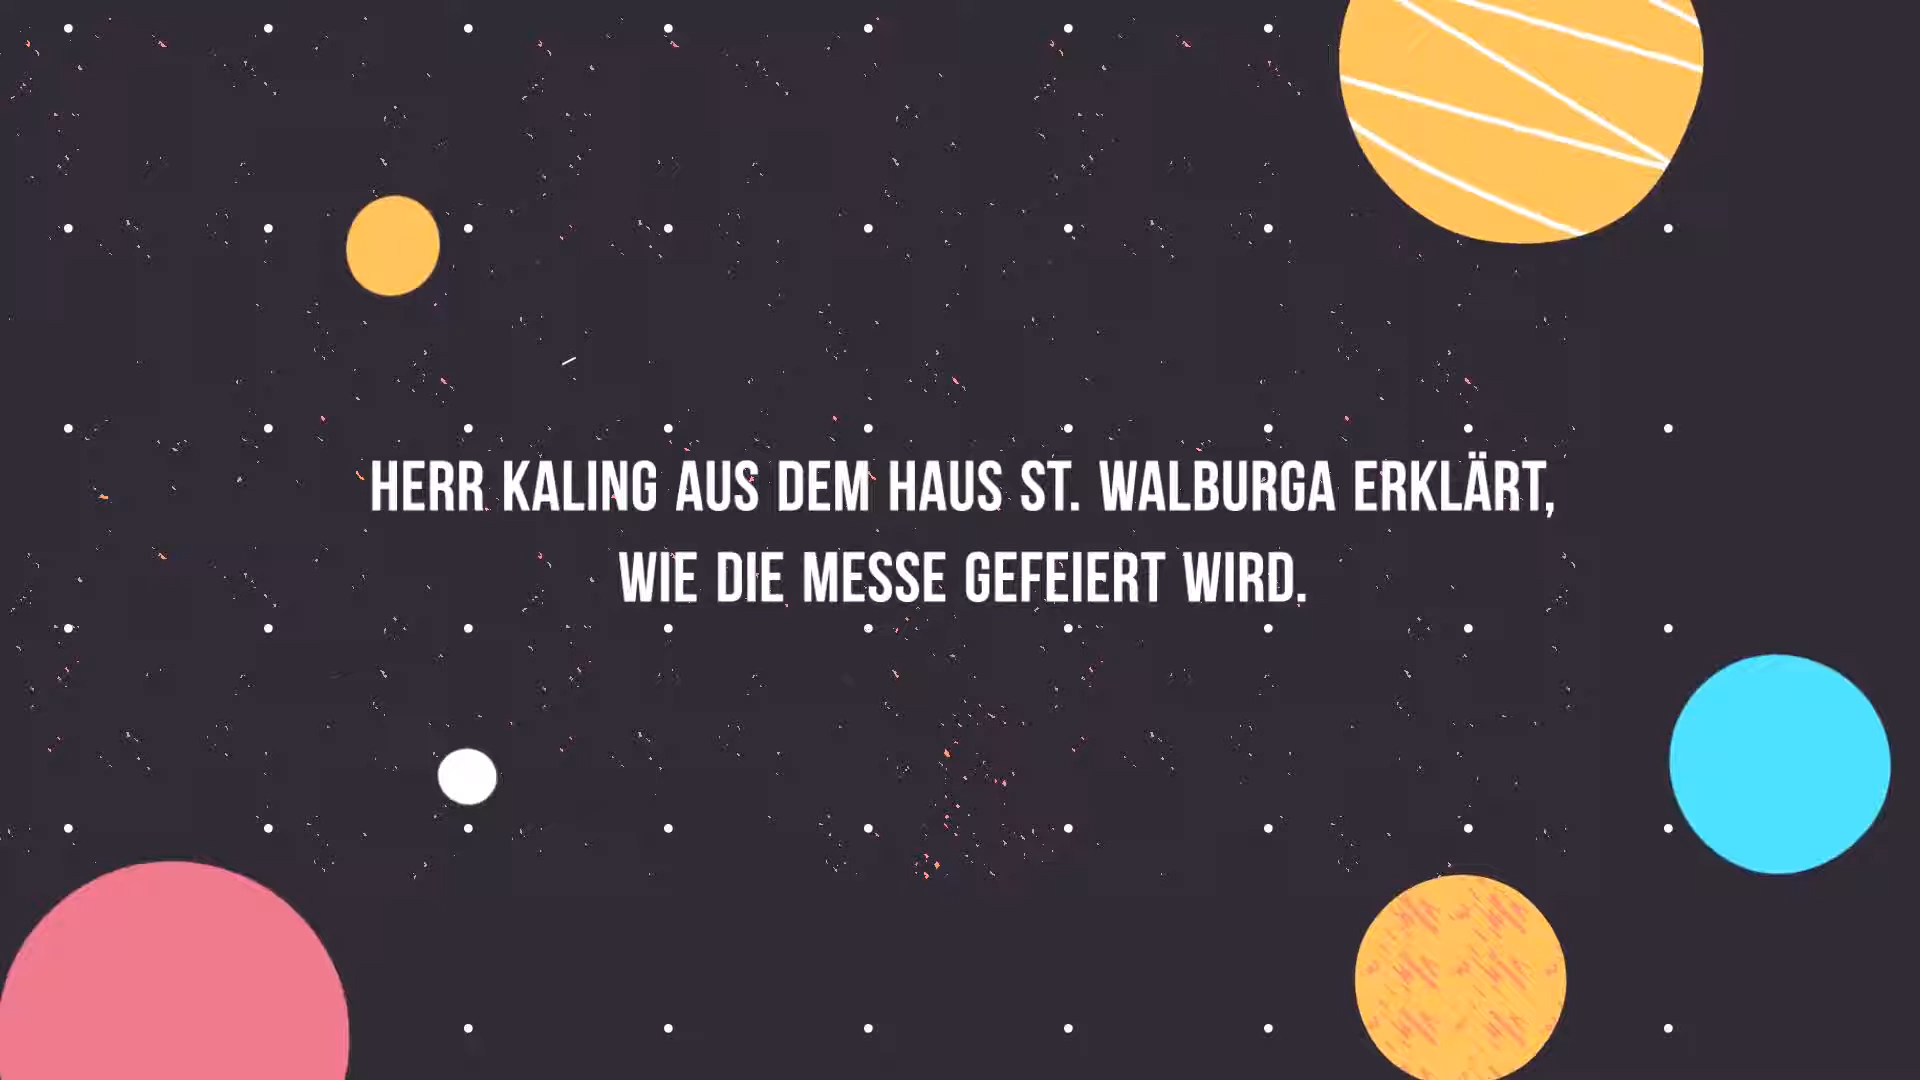 HERR KALING AUS DEM HAUS ST. WALBURGA ERKLÄRT,
WIE DIE MESSE GEFEIERT WIRD.